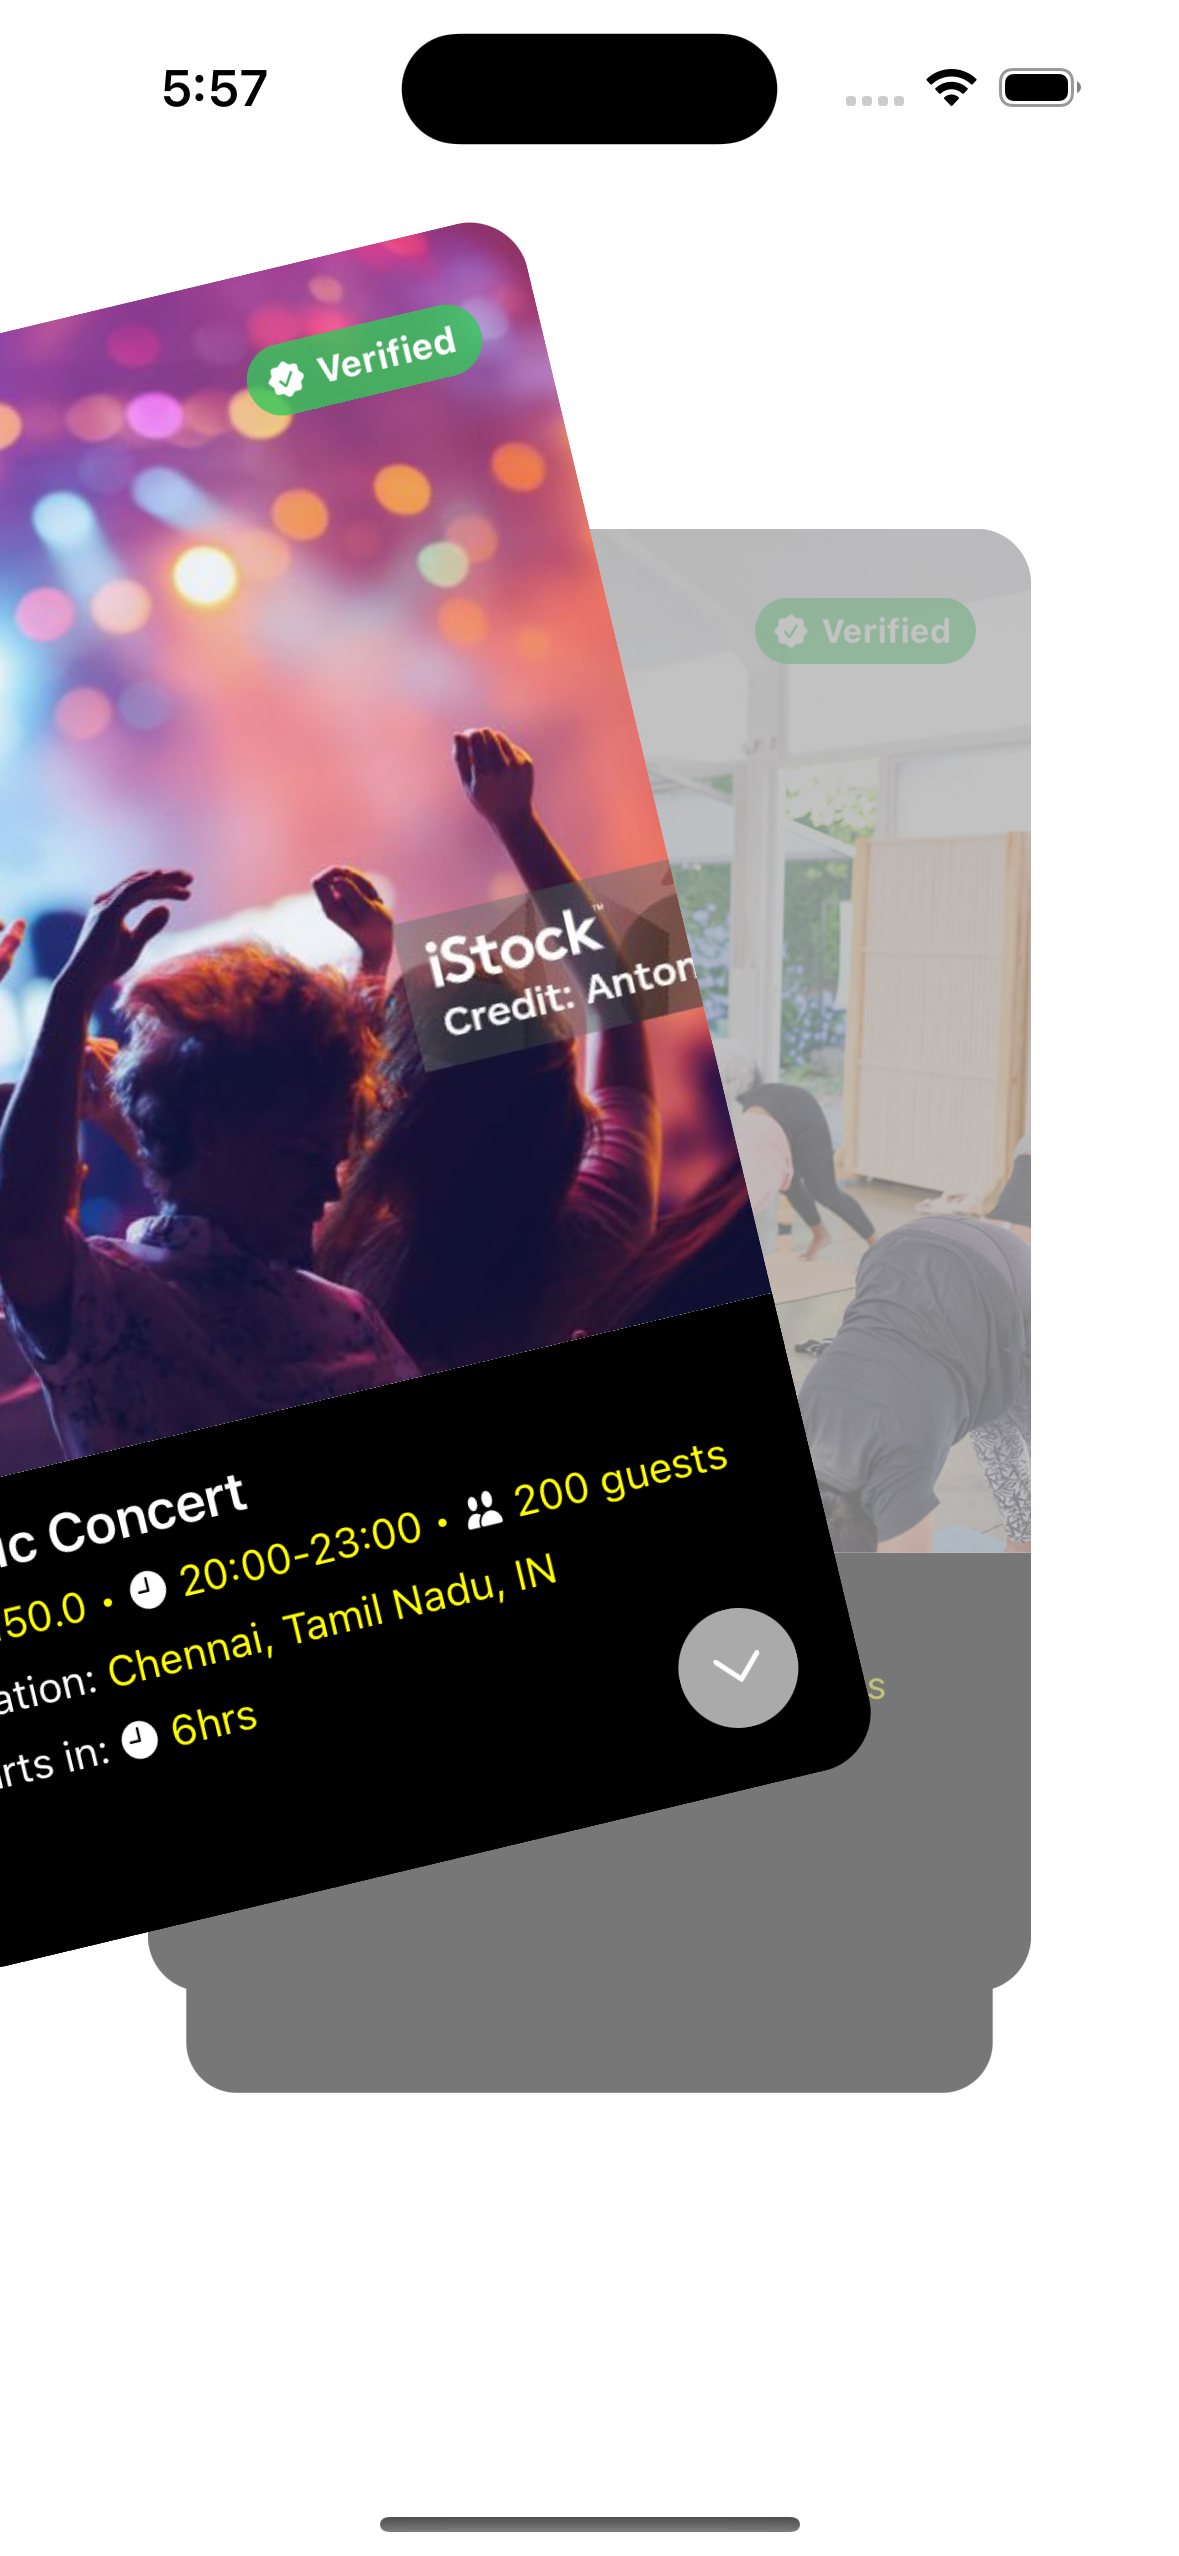 5:57
Verified
Verified
iStock™
Credit: Anton
ic Concert
50.0 • 20:00-23:00 • 200 guests
ation: Chennai, Tamil Nadu, IN
rts in: 6hrs
s